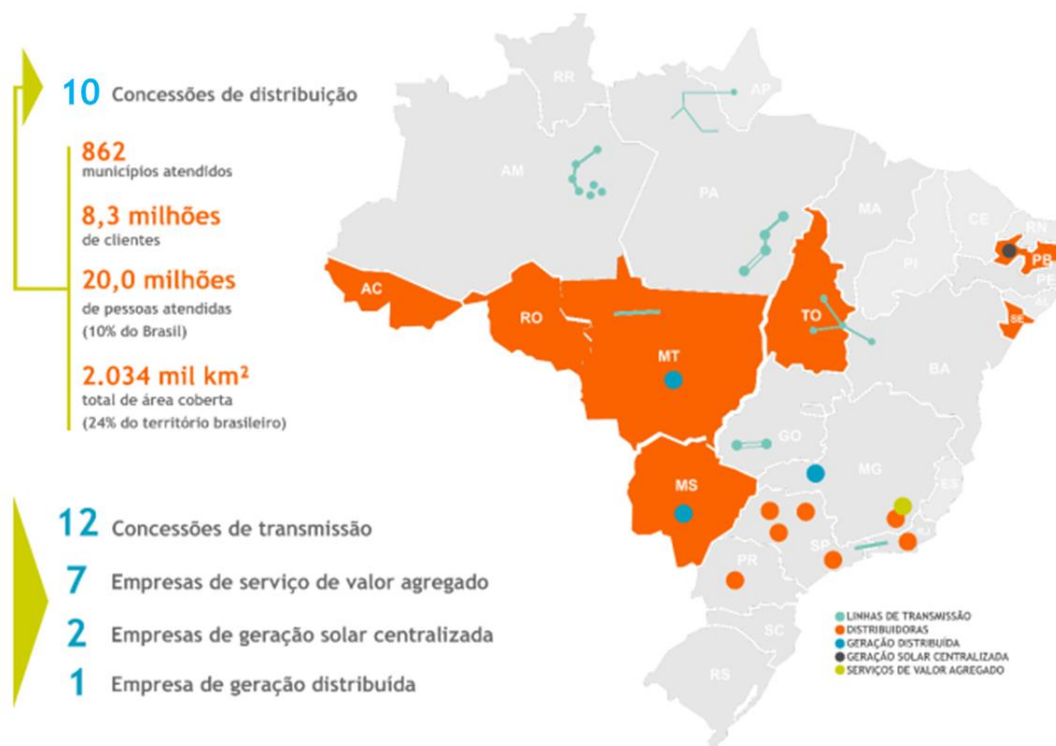 10 Concessões de distribuição
862
municípios atendidos
8,3 milhões
de clientes
20,0 milhões
de pessoas atendidas
(10% do Brasil)
2.034 mil km²
total de área coberta
(24% do território brasileiro)
12 Concessões de transmissão
7 Empresas de serviço de valor agregado
2 Empresas de geração solar centralizada
1 Empresa de geração distribuída
RR
AP
AM
PA
MA
CE
RN
PI
PB
PE
AL
SE
AC
RO
TO
MT
BA
GO
MG
ES
MS
RJ
SP
PR
SC
RS
LINHAS DE TRANSMISSÃO
DISTRIBUIDORAS
GERAÇÃO DISTRIBUÍDA
GERAÇÃO SOLAR CENTRALIZADA
SERVIÇOS DE VALOR AGREGADO